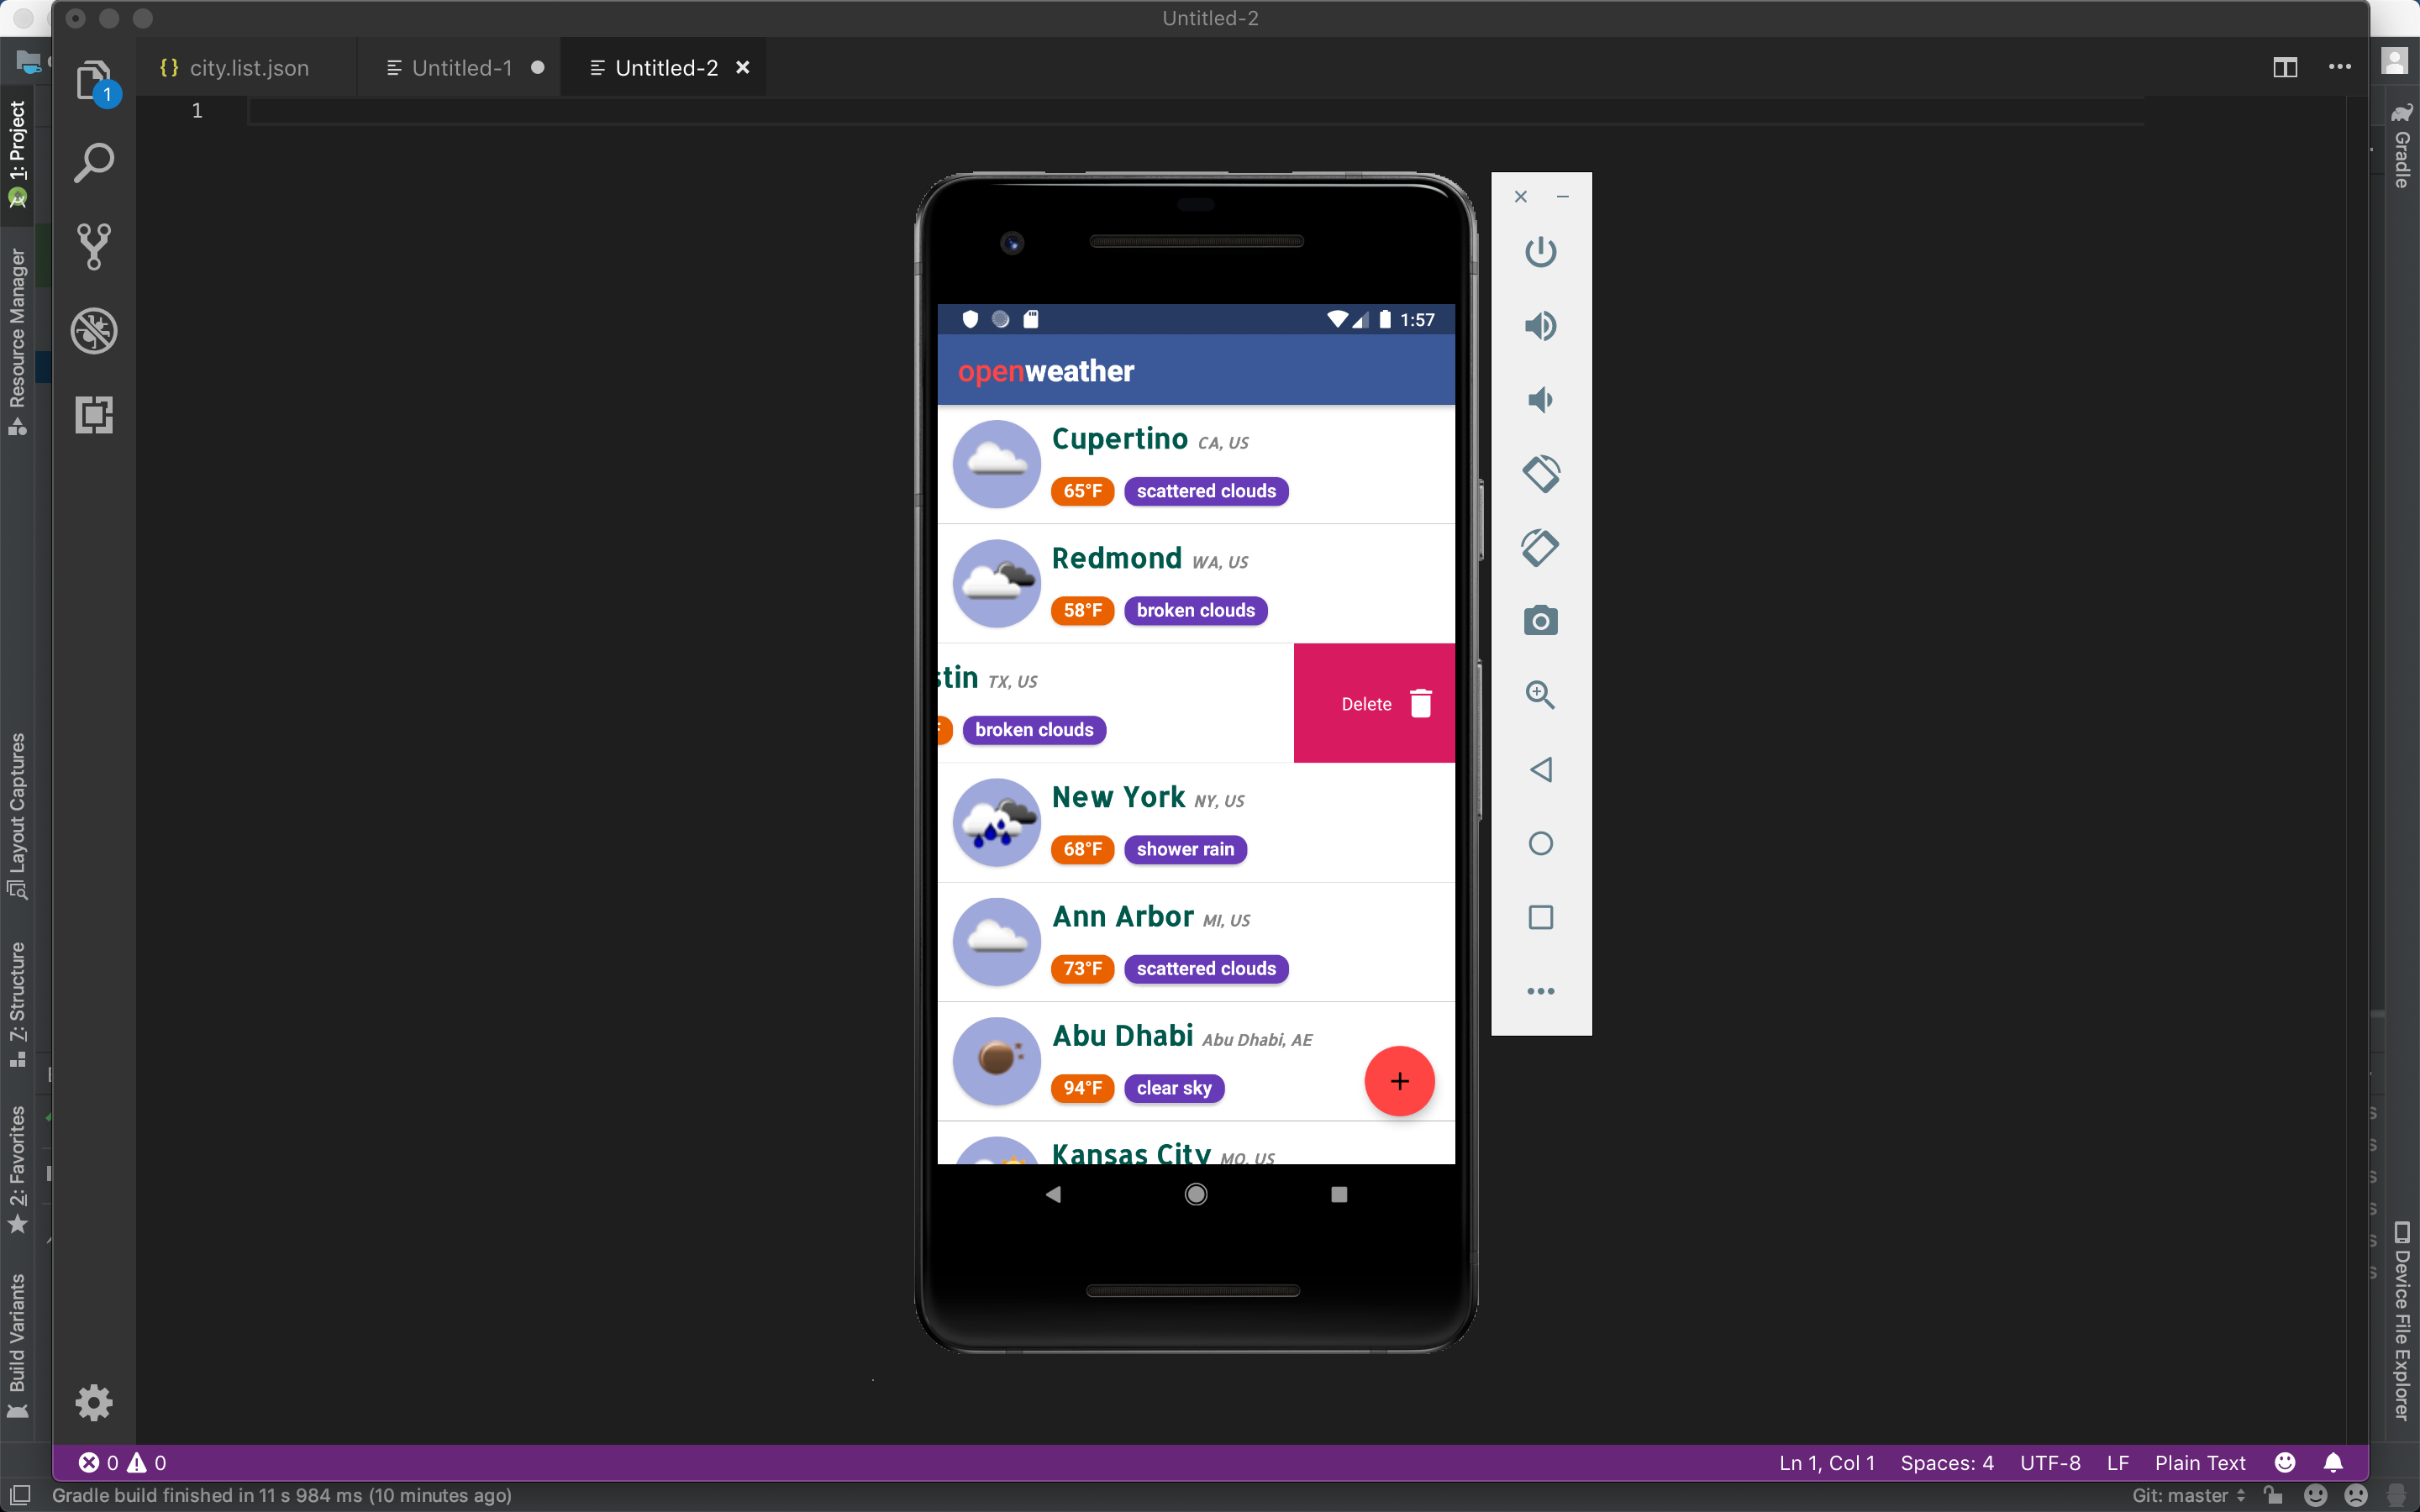 Untitled-2
city.list.json
Untitled-1
Untitled-2
1
1
1: Project
Resource Manager
Layout Captures
7: Structure
2: Favorites
Build Variants
1:57
openweather
Cupertino CA, US
65°F scattered clouds
Redmond WA, US
58°F broken clouds
stin TX, US
broken clouds
Delete
New York NY, US
68°F shower rain
Ann Arbor MI, US
73°F scattered clouds
Abu Dhabi Abu Dhabi, AE
94°F clear sky
+
Kansas City MO, US
Gradle
Device File Explorer
0 0
Ln 1, Col 1 Spaces: 4 UTF-8 LF Plain Text
Gradle build finished in 11 s 984 ms (10 minutes ago)
Git: master